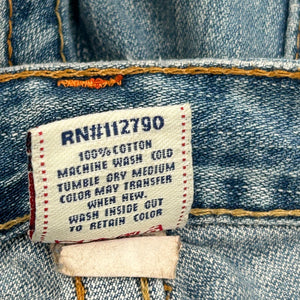 RN#112790
100% COTTON
MACHINE WASH COLD
TUMBLE DRY MEDIUM
COLOR MAY TRANSFER
WHEN NEW.
WASH INSIDE OUT
TO RETAIN COLOR